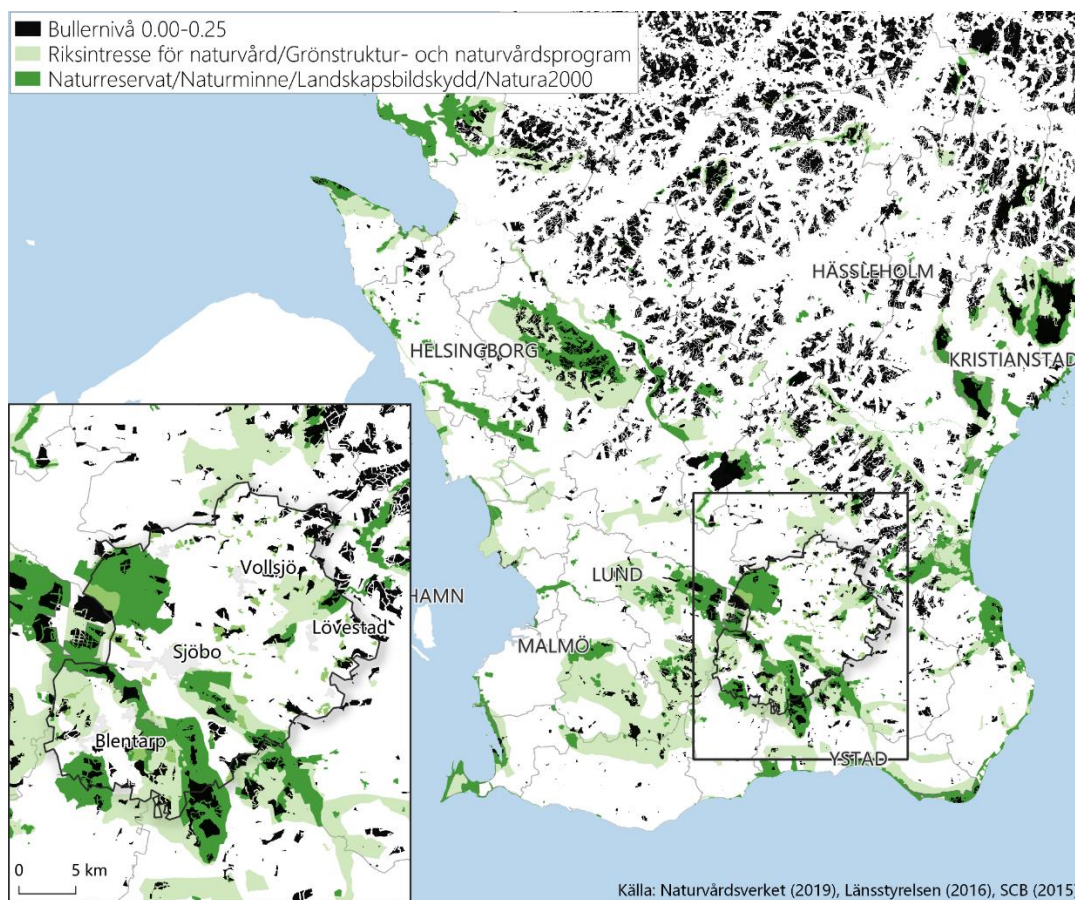 Bullernivå 0.00-0.25
Riksintresse för naturvård/Grönstruktur- och naturvårdsprogram
Naturreservat/Naturminne/Landskapsbildskydd/Natura2000
HÄSSLEHOLM
HELSINGBORG
KRISTIANSTAD
LUND
HAMN
MALMÖ
YSTAD
Vollsjö
Lövestad
Sjöbo
Blentarp
0 5 km
Källa: Naturvårdsverket (2019), Länsstyrelsen (2016), SCB (2015)